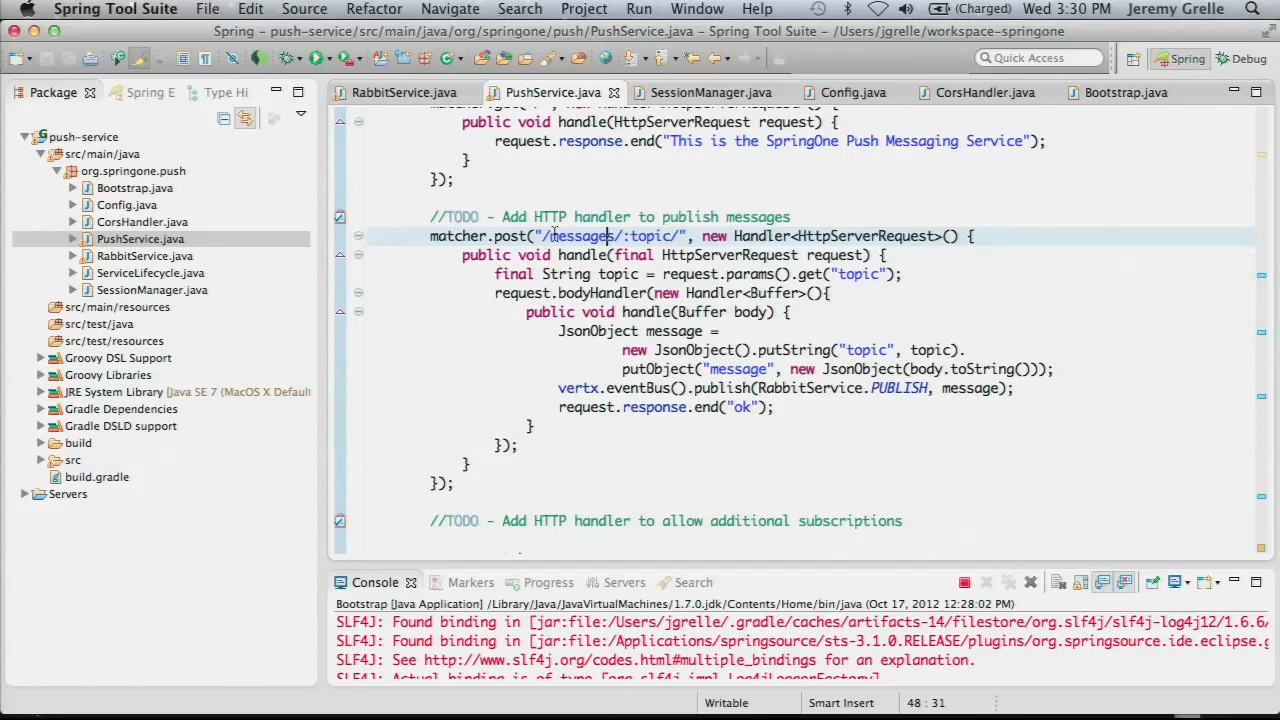 Spring Tool Suite File Edit Source Refactor Navigate Search Project Run Window Help (Charged) Wed 3:30 PM Jeremy Grelle
Spring - push-service/src/main/java/org/springone/push/PushService.java - Spring Tool Suite - /Users/jgrelle/workspace-springone
Quick Access Spring Debug
Package Spring E Type Hi
push-service
src/main/java
org.springone.push
Bootstrap.java
Config.java
CorsHandler.java
PushService.java
RabbitService.java
ServiceLifecycle.java
SessionManager.java
src/main/resources
src/test/java
src/test/resources
Groovy DSL Support
Groovy Libraries
JRE System Library [Java SE 7 (MacOS X Default
Gradle Dependencies
Gradle DSLD support
build
src
build.gradle
Servers
RabbitService.java PushService.java SessionManager.java Config.java CorsHandler.java Bootstrap.java
public void handle(HttpServerRequest request) {
request.response.end("This is the SpringOne Push Messaging Service");
}
});
//TODO - Add HTTP handler to publish messages
matcher.post("/messages/:topic/", new Handler<HttpServerRequest>() {
public void handle(final HttpServerRequest request) {
final String topic = request.params().get("topic");
request.bodyHandler(new Handler<Buffer>(){
public void handle(Buffer body) {
JsonObject message =
new JsonObject().putString("topic", topic).
putObject("message", new JsonObject(body.toString()));
vertx.eventBus().publish(RabbitService.PUBLISH, message);
request.response.end("ok");
}
});
}
});
//TODO - Add HTTP handler to allow additional subscriptions
Console Markers Progress Servers Search
Bootstrap [Java Application] /Library/Java/JavaVirtualMachines/1.7.0.jdk/Contents/Home/bin/java (Oct 17, 2012 12:28:02 PM)
SLF4J: Found binding in [jar:file:/Users/jgrelle/.gradle/caches/artifacts-14/filestore/org.slf4j/slf4j-log4j12/1.6.6/
SLF4J: Found binding in [jar:file:/Applications/springsource/sts-3.1.0.RELEASE/plugins/org.springsource.ide.eclipse.g
SLF4J: See http://www.slf4j.org/codes.html#multiple_bindings for an explanation.
SLF4J: Actual binding is of type [org.slf4j.impl.Log4jLoggerFactory]
Writable Smart Insert 48 : 31